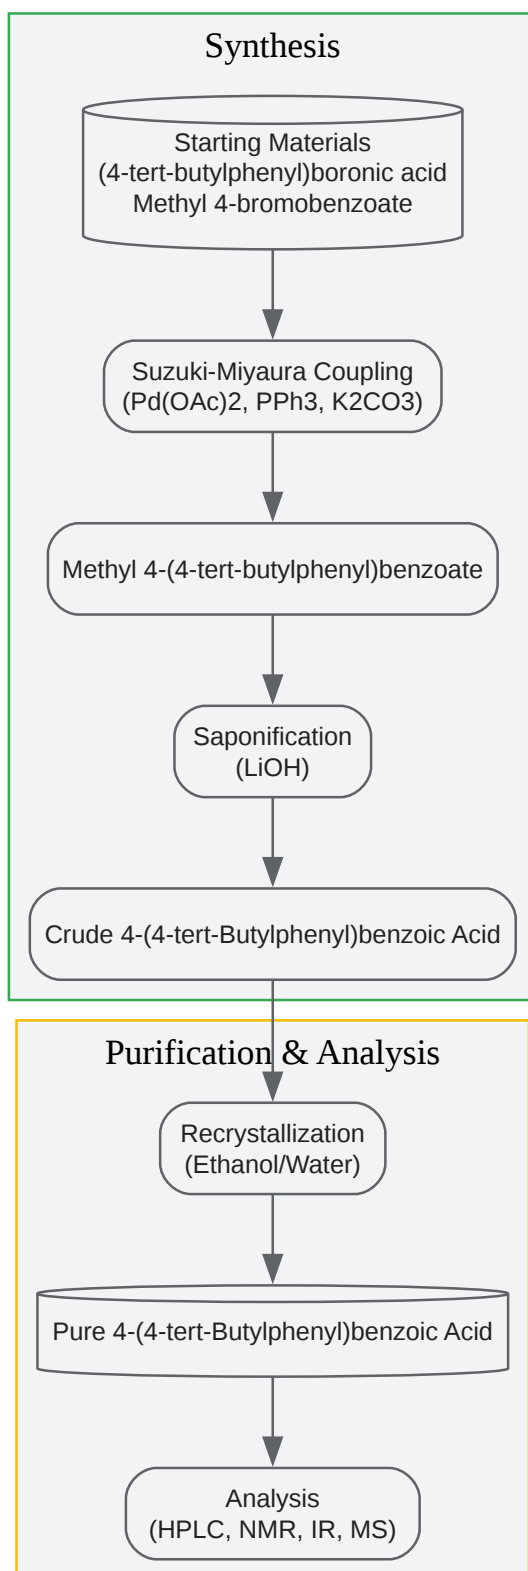 Synthesis
Starting Materials
(4-tert-butylphenyl)boronic acid
Methyl 4-bromobenzoate
Suzuki-Miyaura Coupling
(Pd(OAc)2, PPh3, K2CO3)
Methyl 4-(4-tert-butylphenyl)benzoate
Saponification
(LiOH)
Crude 4-(4-tert-Butylphenyl)benzoic Acid
Purification & Analysis
Recrystallization
(Ethanol/Water)
Pure 4-(4-tert-Butylphenyl)benzoic Acid
Analysis
(HPLC, NMR, IR, MS)